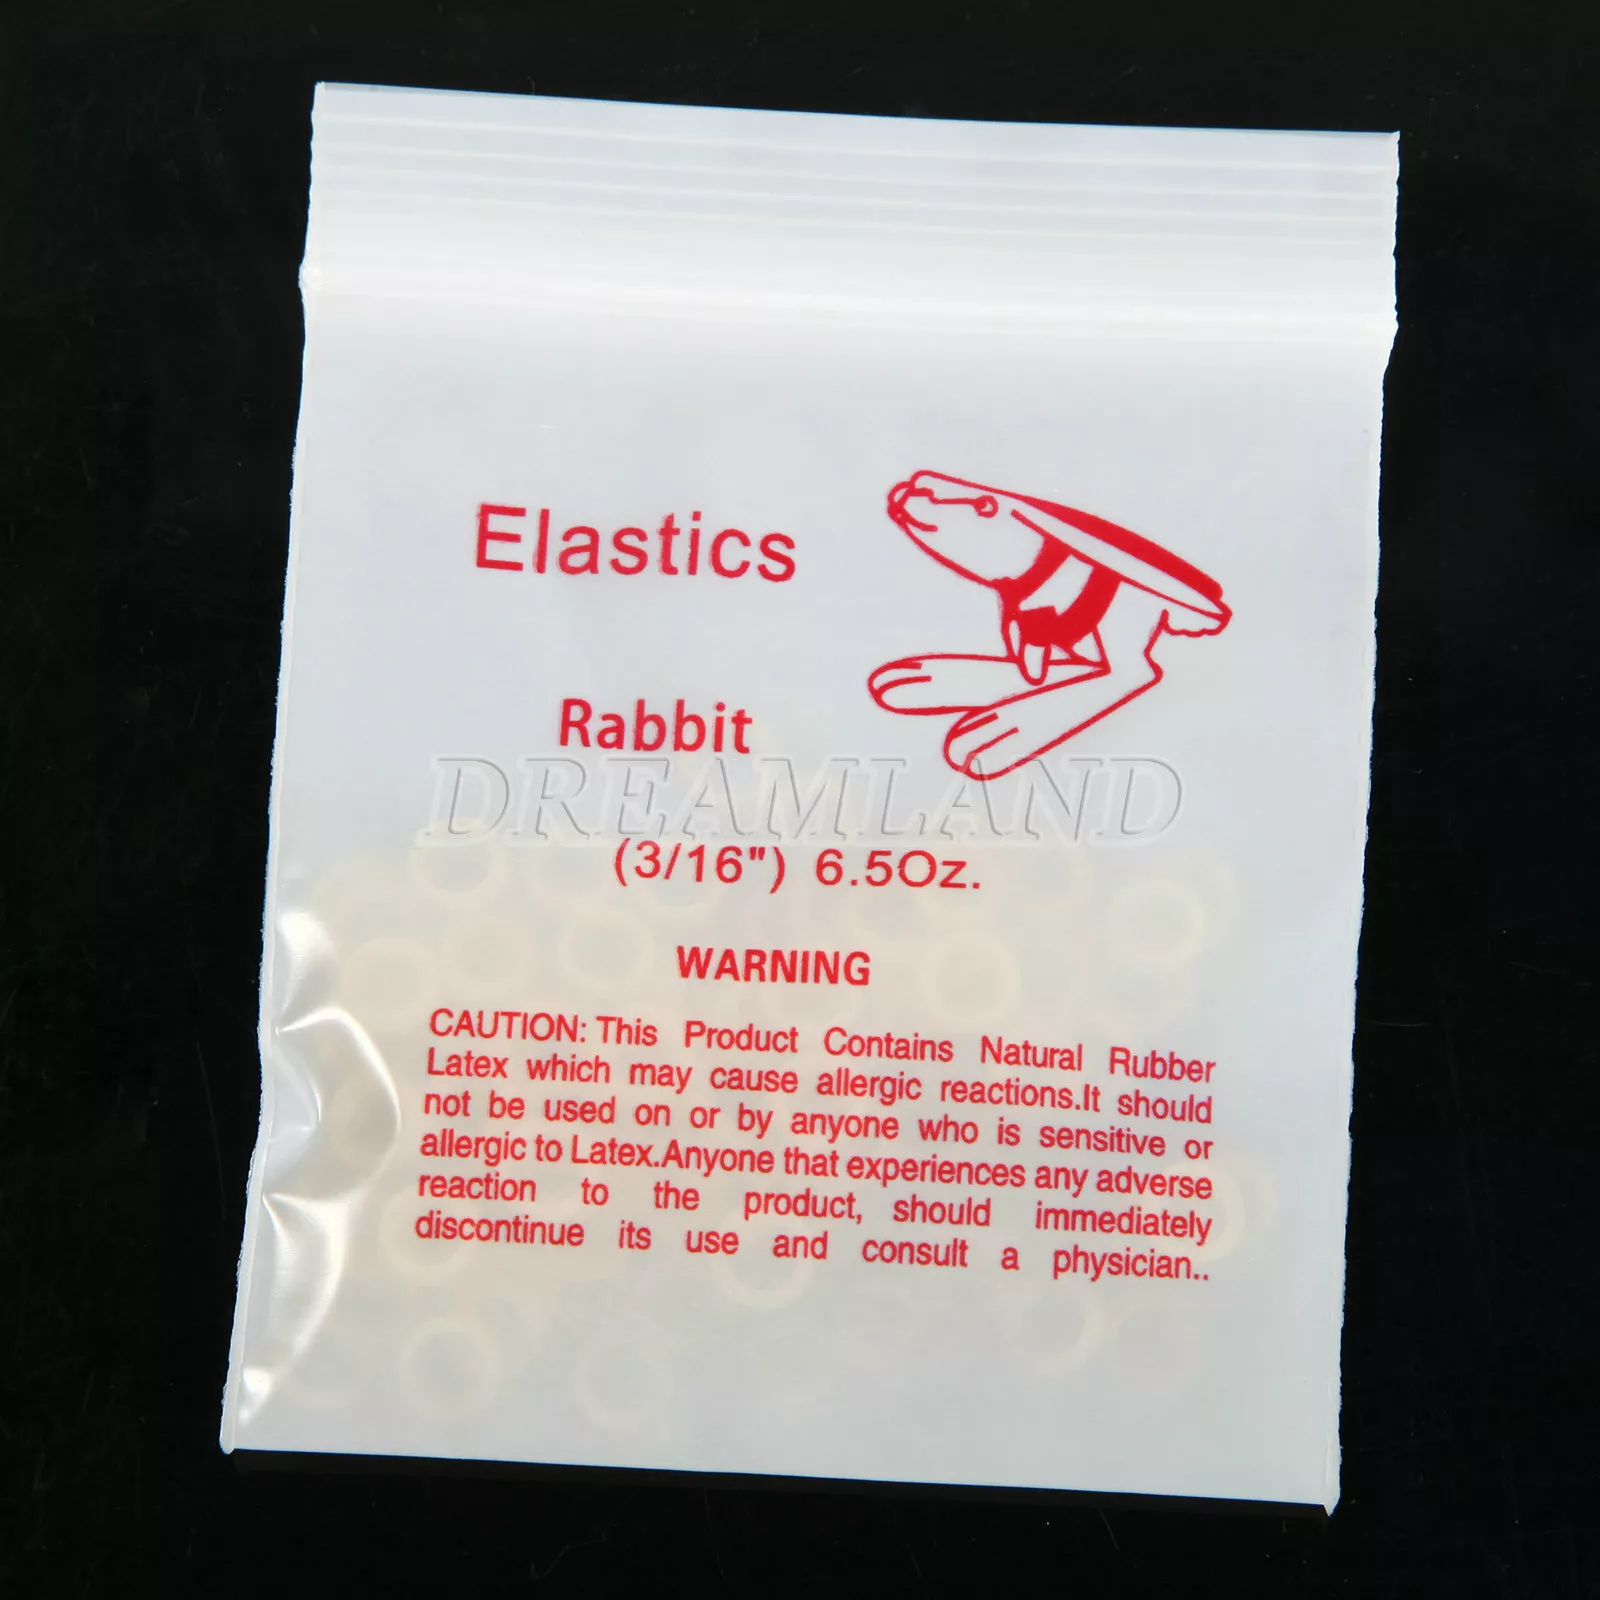 Elastics
Rabbit
DREAMLAND
(3/16") 6.5Oz.
WARNING
CAUTION: This Product Contains Natural Rubber
Latex which may cause allergic reactions.It should
not be used on or by anyone who is sensitive or
allergic to Latex.Anyone that experiences any adverse
reaction to the product, should immediately
discontinue its use and consult a physician..